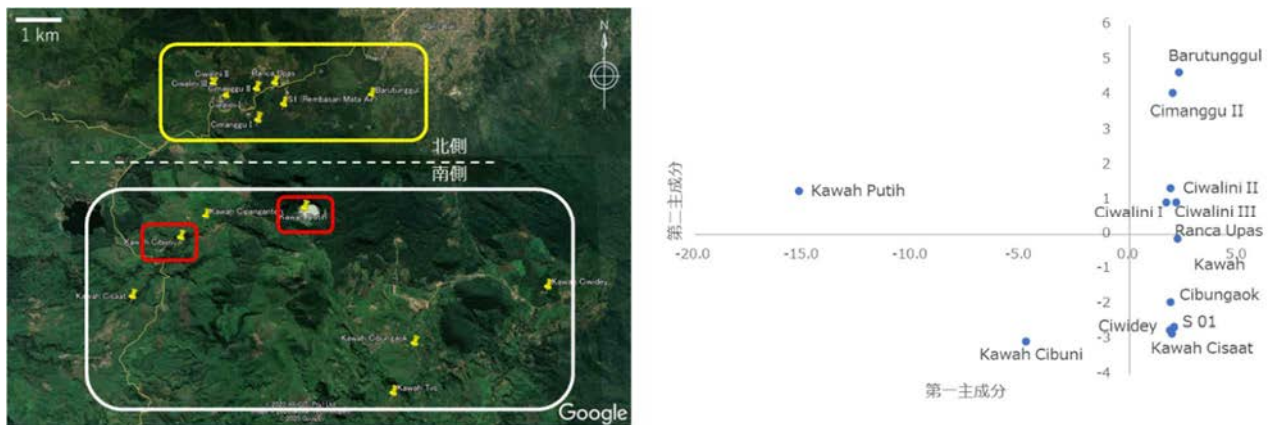 1 km
N
Ciwalini II
Ranca Upas
Ciwalini III
Cimanggu II
Barutunggul
Ciwalini I
Cimanggu I
北側
南側
Kawah Putih
Kawah Cibuni
Kawah Cisaat
Kawah Ciwidey
Kawah Cibungaok
Kawah Tiis
Google
6
5
4
3
2
1
0
-1
-2
-3
-4
-20.0
-15.0
-10.0
-5.0
0.0
5.0
第二主成分
第一主成分
Barutunggul
Cimanggu II
Kawah Putih
Ciwalini II
Ciwalini I
Ciwalini III
Ranca Upas
Kawah
Cibungaok
Ciwidey
S 01
Kawah Cibuni
Kawah Cisaat